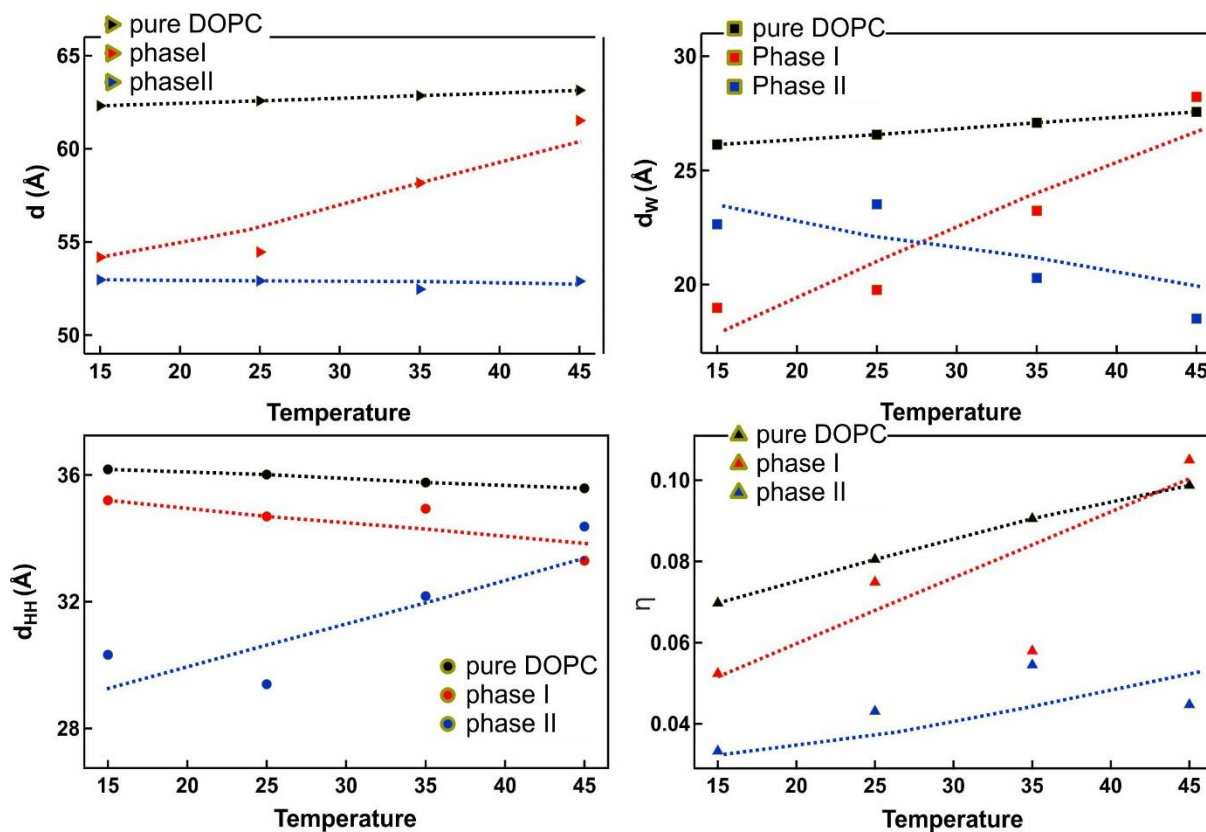 pure DOPC
phaseI
phaseII
65
60
55
50
d (Å)
15 20 25 30 35 40 45
Temperature
pure DOPC
Phase I
Phase II
30
25
20
dW (Å)
15 20 25 30 35 40 45
Temperature
36
32
28
dHH (Å)
pure DOPC
phase I
phase II
15 20 25 30 35 40 45
Temperature
pure DOPC
phase I
phase II
0.10
0.08
0.06
0.04
η
15 20 25 30 35 40 45
Temperature